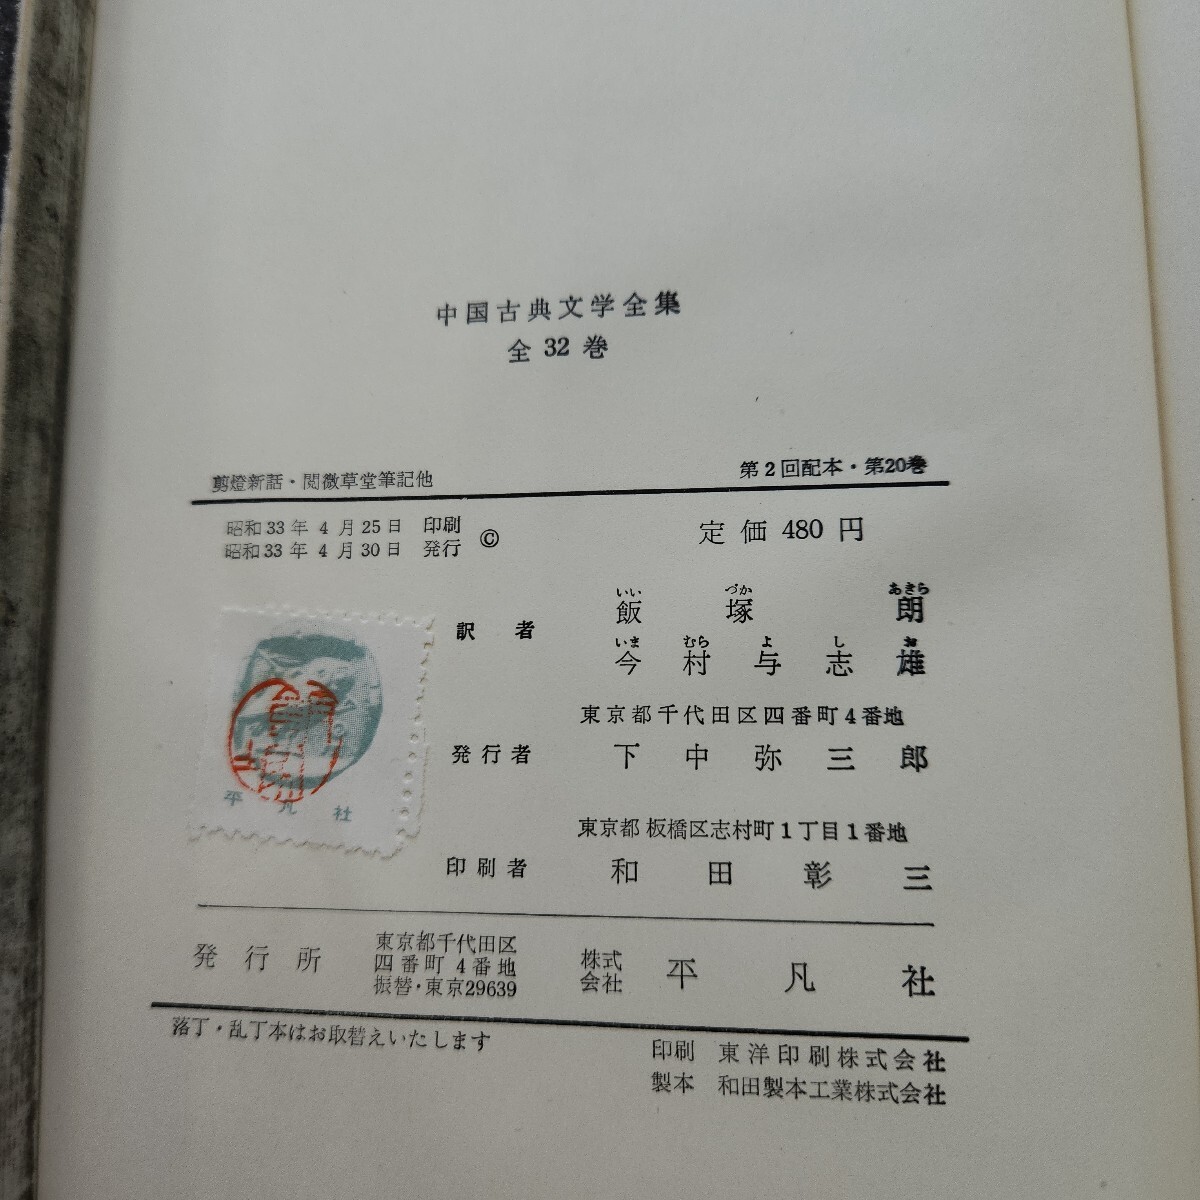 中国古典文学全集
全32巻
剪燈新話・閲微草堂筆記他
第2回配本・第20巻
昭和33年4月25日 印刷
昭和33年4月30日 発行
©
定価480円
訳者
いい づか あきら
飯塚朗
いま むら よ し お
今村与志雄
東京都千代田区四番町4番地
発行者 下中弥三郎
東京都板橋区志村町1丁目1番地
印刷者 和田彰三
平凡社
発行所
東京都千代田区
四番町4番地
振替・東京29639
株式
会社
平凡社
落丁・乱丁本はお取替えいたします
印刷 東洋印刷株式会社
製本 和田製本工業株式会社